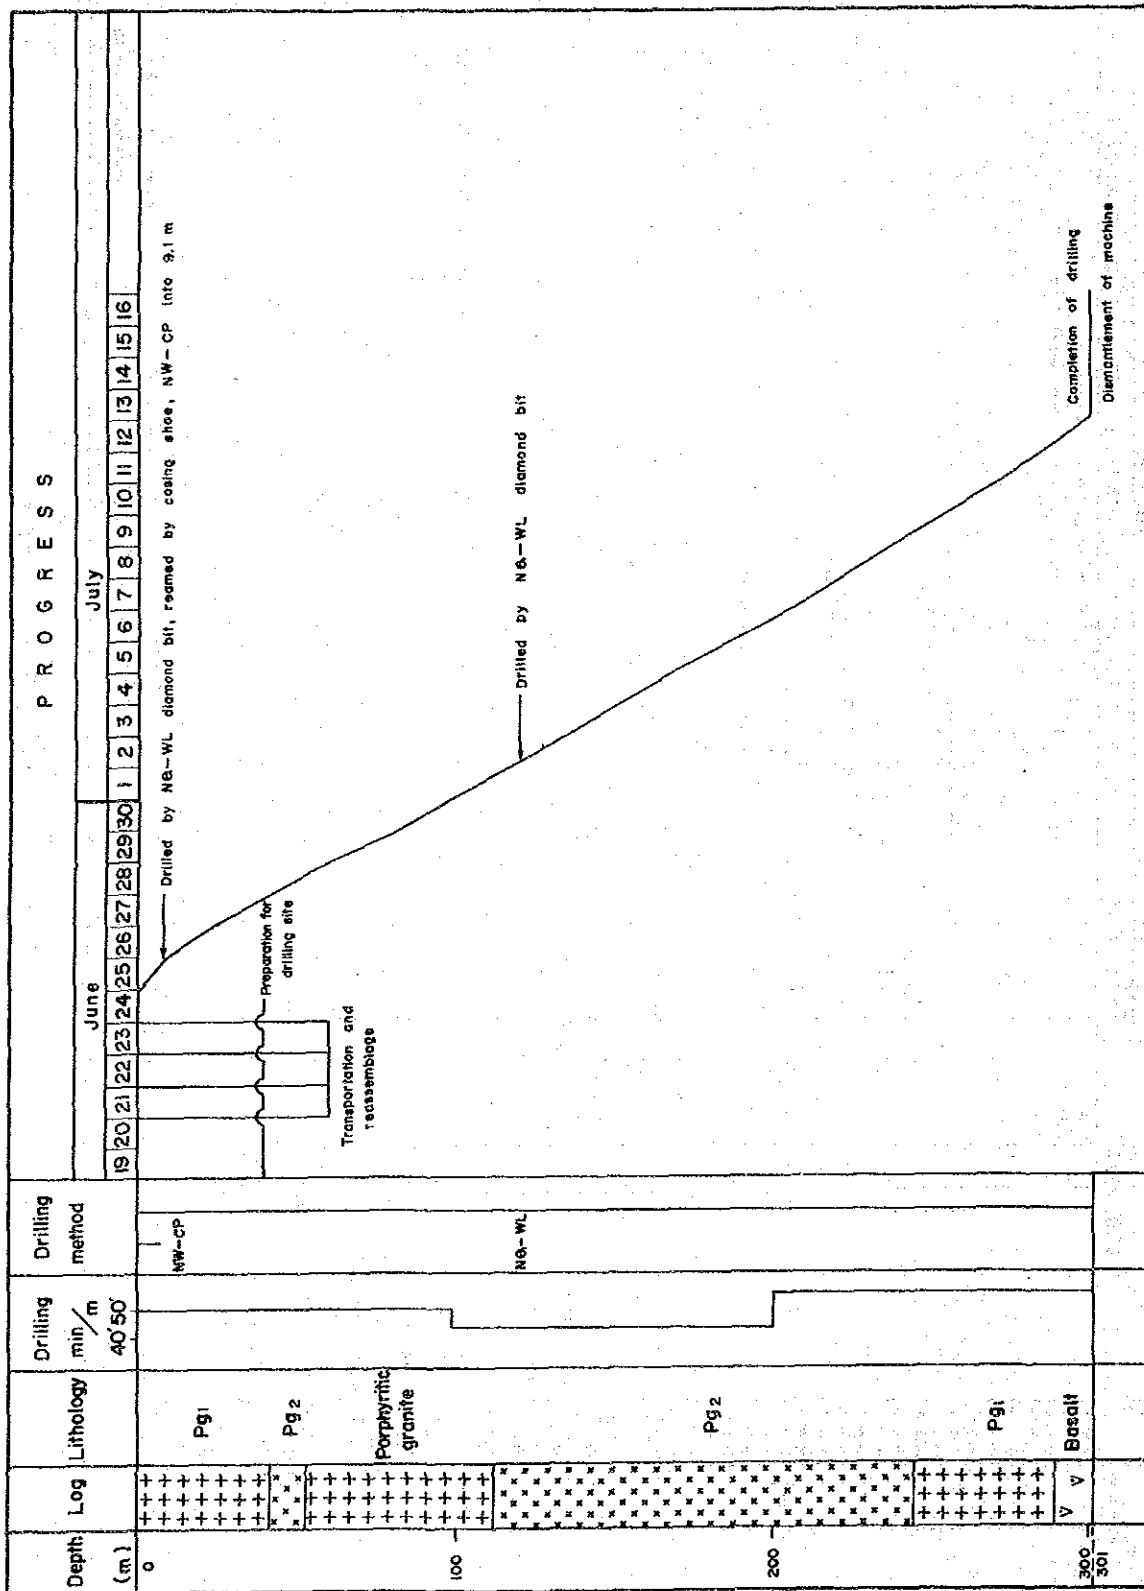 PROGRESS
Depth
(m)
Log
Lithology
Drilling
min/m
40' 50'
Drilling
method
June
July
19 20 21 22 23 24 25 26 27 28 29 30 1 2 3 4 5 6 7 8 9 10 11 12 13 14 15 16
0
100
200
300
301
Pg1
Pg2
Porphyritic
granite
Pg2
Pg1
Basalt
NW-CP
NQ-WL
Drilled by NQ-WL diamond bit, reamed by casing shoe, NW-CP into 9.1 m
Preparation for
drilling site
Transportation and
reassemblage
Drilled by NQ-WL diamond bit
Completion of drilling
Dismantlement of machine